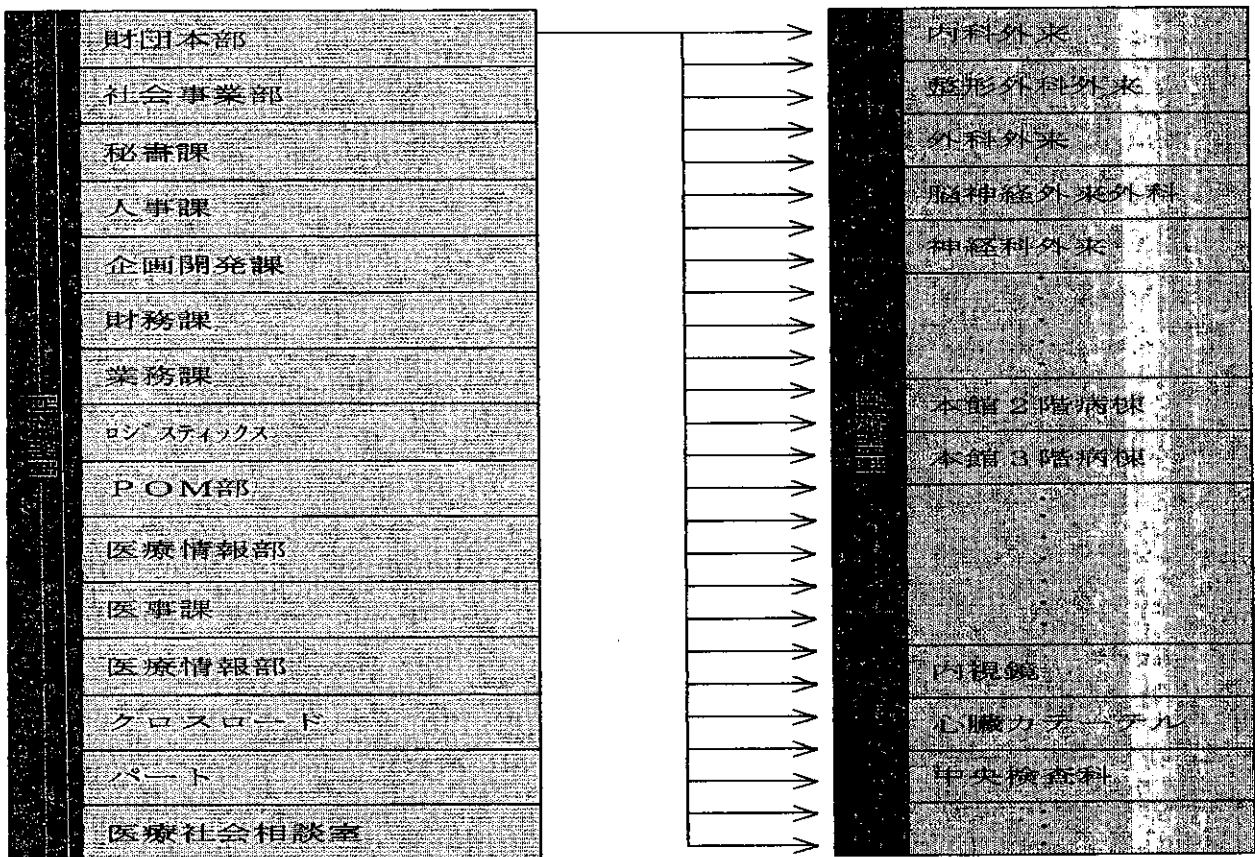 財団本部
社会事業部
秘書課
人事課
企画開発課
財務課
業務課
ロジスティックス
POM部
医療情報部
医事課
医療情報部
クロスロード
パート
医療社会相談室
内科外来
整形外科外来
外科外来
脳神経外来外科
神経科外来
本館2階病棟
本館3階病棟
内視鏡
心臓カテーテル
中央検査科